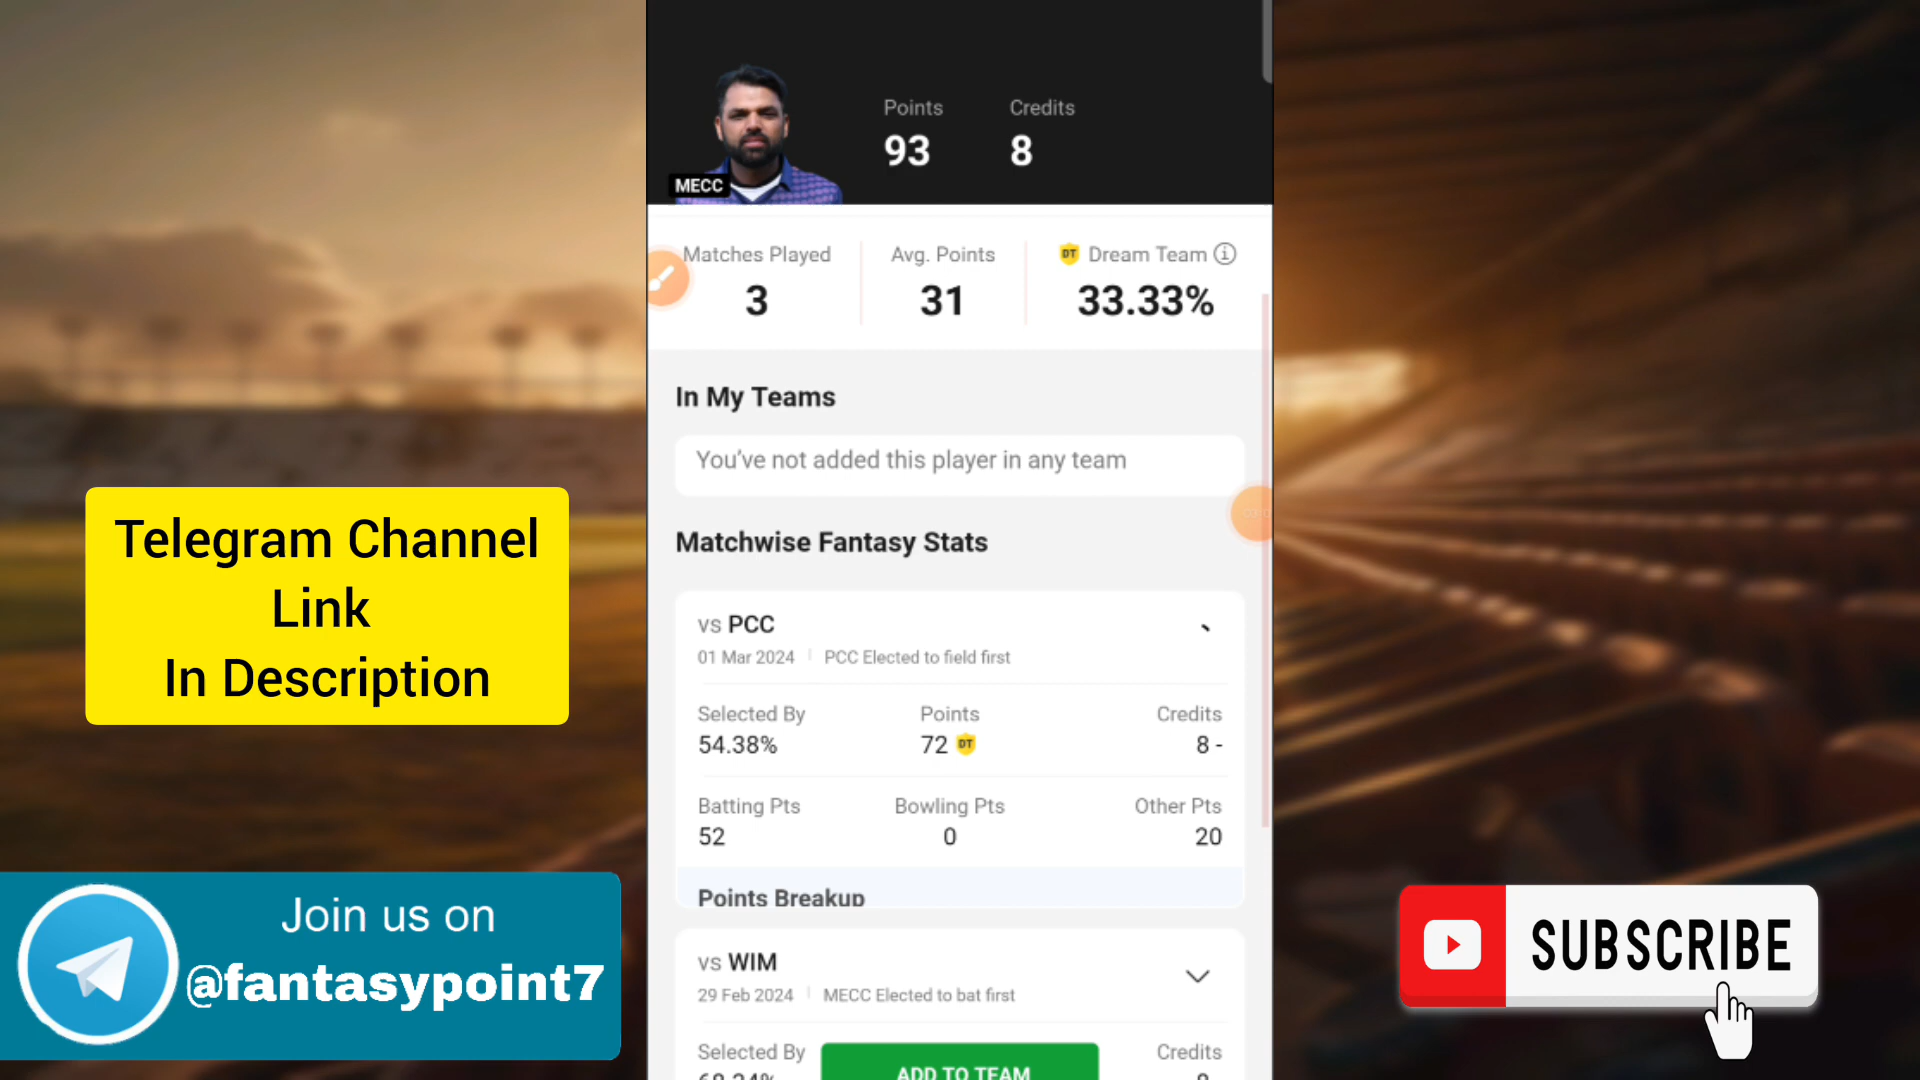 Points
Credits
93
8
MECC
Matches Played
Avg. Points
DT Dream Team
3
31
33.33%
In My Teams
You've not added this player in any team
Matchwise Fantasy Stats
vs PCC
01 Mar 2024
PCC Elected to field first
Selected By
Points
Credits
54.38%
72 DT
8 -
Batting Pts
Bowling Pts
Other Pts
52
0
20
Points Breakup
vs WIM
29 Feb 2024
MECC Elected to bat first
Selected By
Credits
ADD TO TEAM
Telegram Channel
Link
In Description
Join us on
@fantasypoint7
SUBSCRIBE